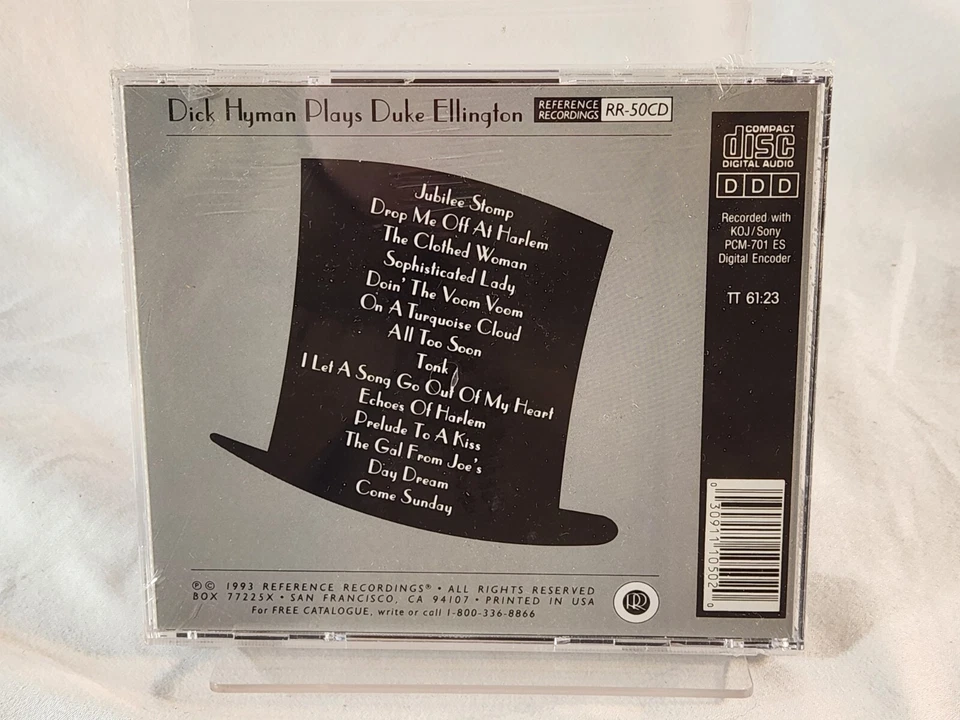 Dick Hyman Plays Duke Ellington
REFERENCE
RECORDINGS
RR-50CD
Jubilee Stomp
Drop Me Off At Harlem
The Clothed Woman
Sophisticated Lady
Doin' The Voom Voom
On A Turquoise Cloud
All Too Soon
Tonk
I Let A Song Go Out Of My Heart
Echoes Of Harlem
Prelude To A Kiss
The Gal From Joe's
Day Dream
Come Sunday
COMPACT
disc
DIGITAL AUDIO
D D D
Recorded with
KOJ/Sony
PCM-701 ES
Digital Encoder
TT 61:23
0 30911 10502 0
℗ © 1993 REFERENCE RECORDINGS® • ALL RIGHTS RESERVED
BOX 77225X • SAN FRANCISCO, CA 94107 • PRINTED IN USA
For FREE CATALOGUE, write or call 1-800-336-8866
RR